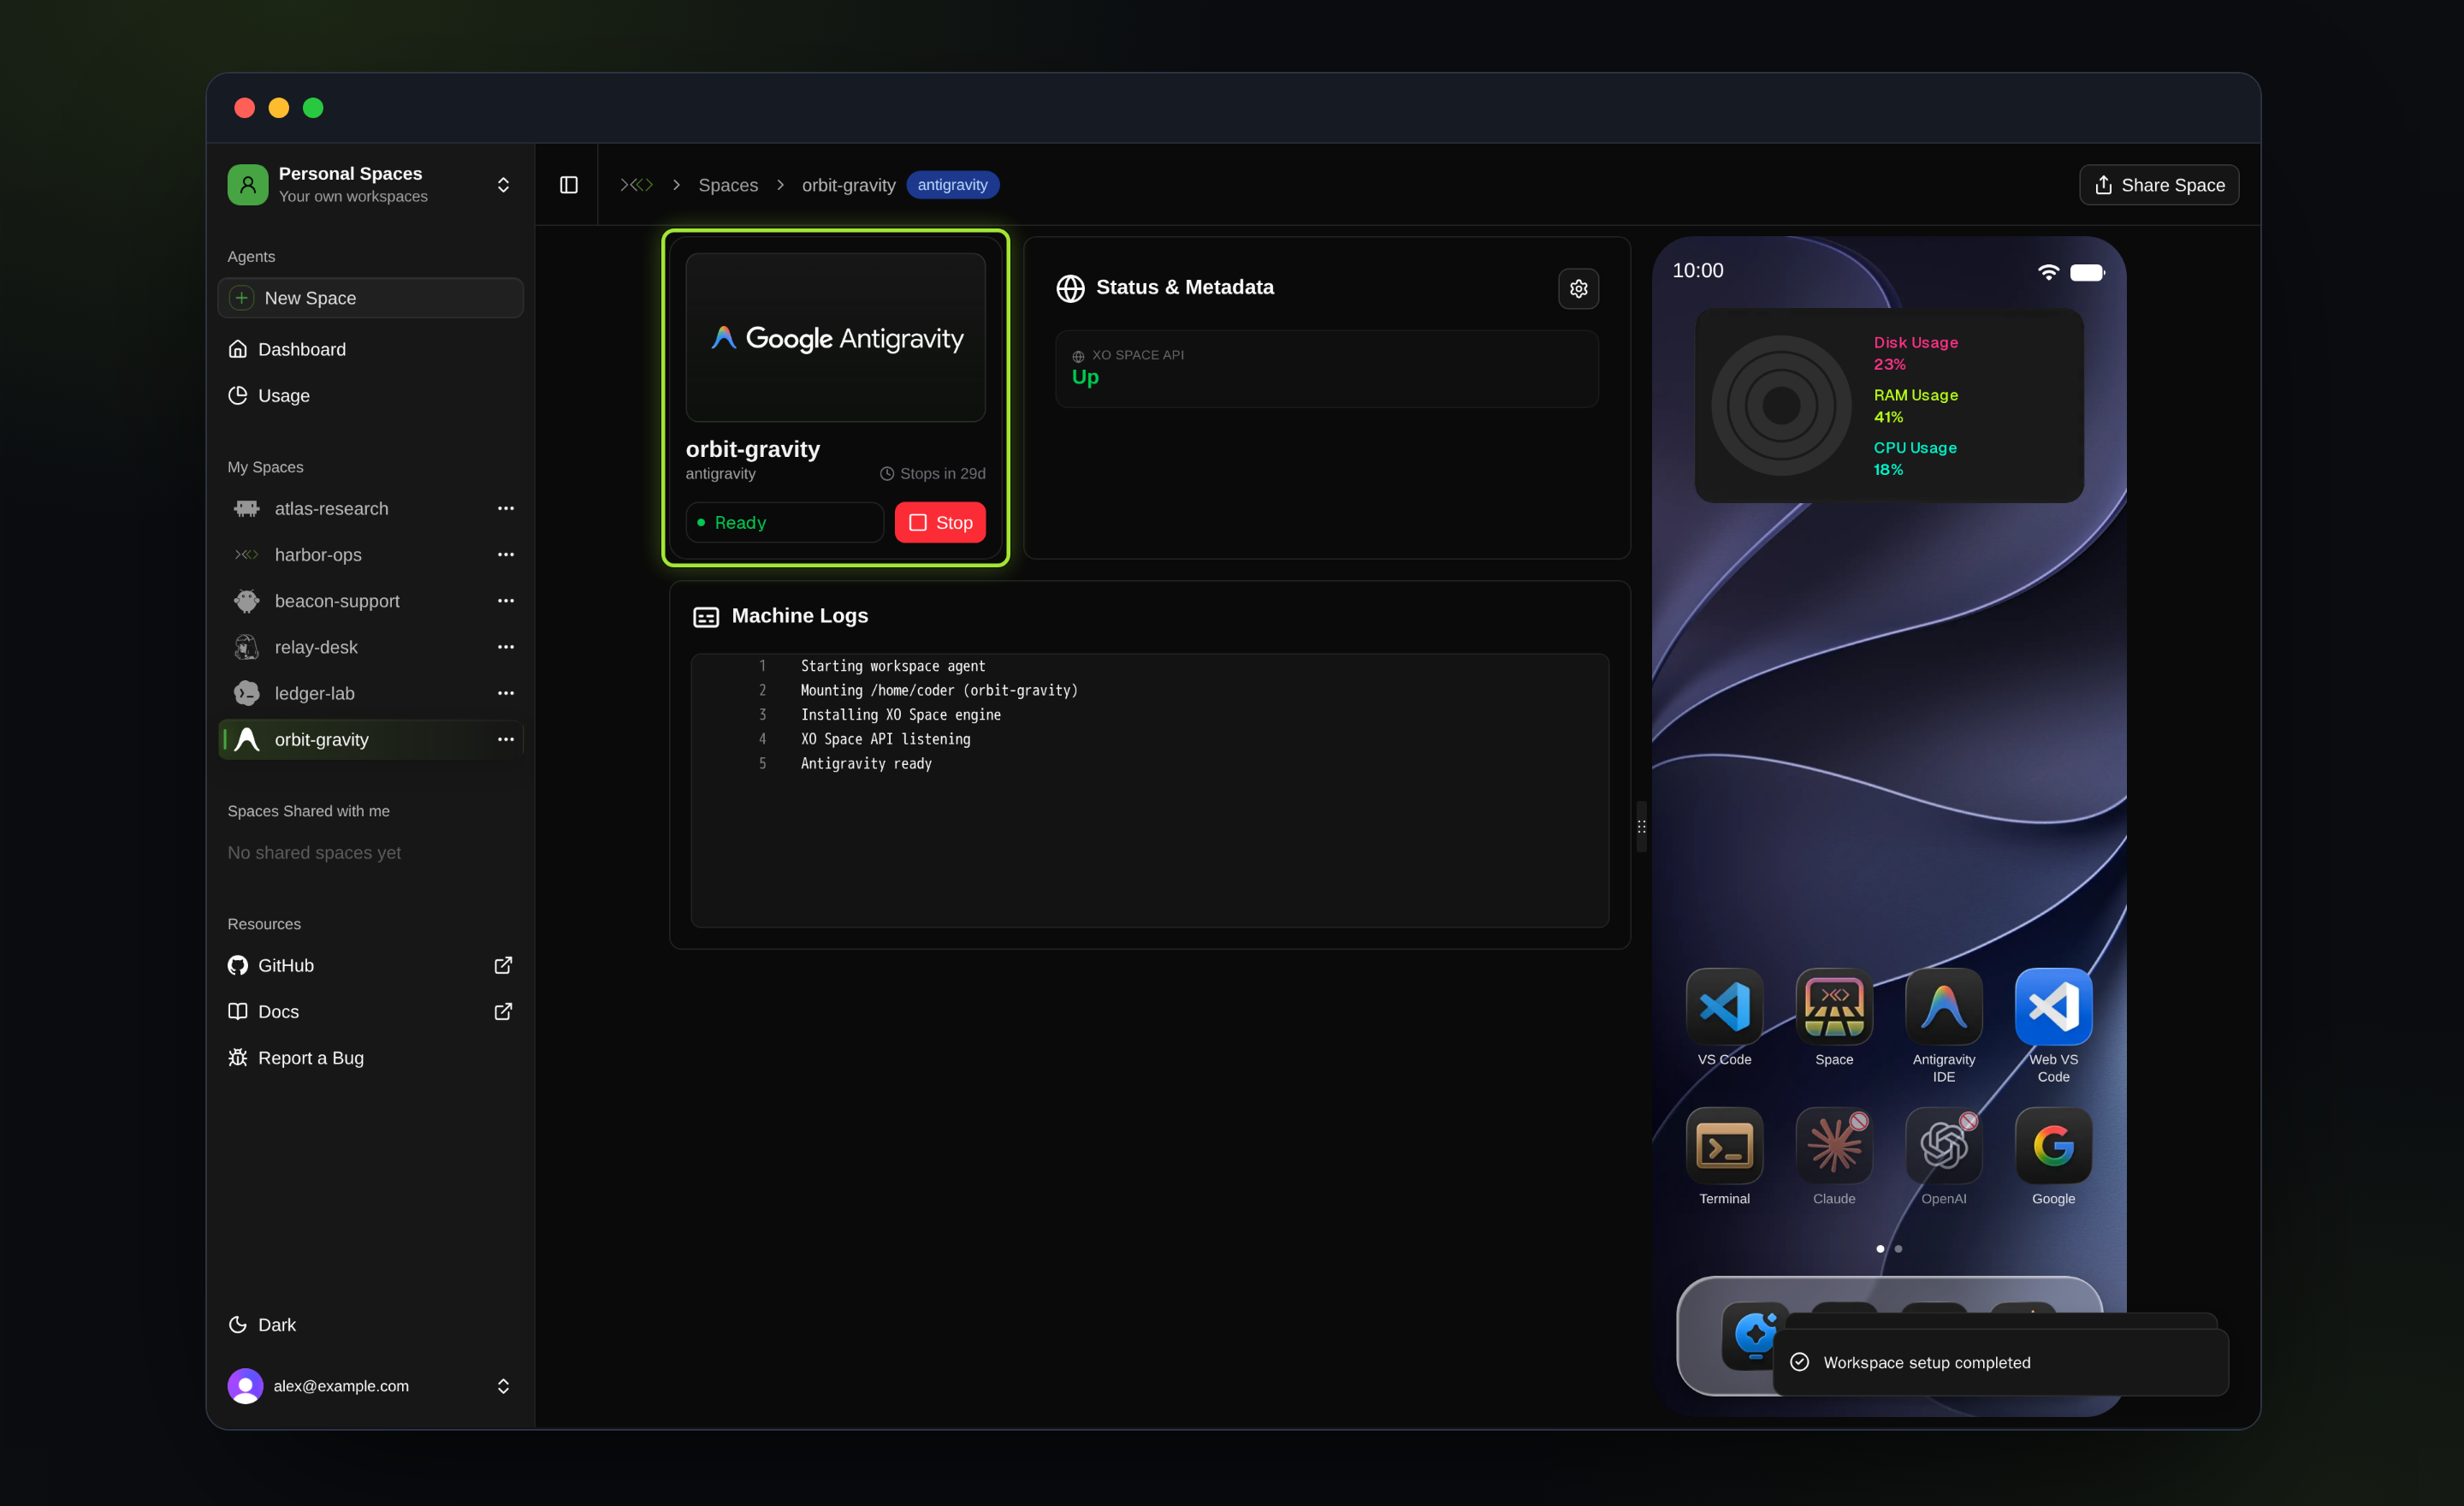 Personal Spaces
Your own workspaces
Agents
New Space
Dashboard
Usage
My Spaces
atlas-research
harbor-ops
beacon-support
relay-desk
ledger-lab
orbit-gravity
Spaces Shared with me
No shared spaces yet
Resources
GitHub
Docs
Report a Bug
Dark
alex@example.com
Spaces
orbit-gravity
antigravity
Share Space
Google Antigravity
orbit-gravity
antigravity
Stops in 29d
Ready
Stop
Status & Metadata
XO SPACE API
Up
Machine Logs
1 Starting workspace agent
2 Mounting /home/coder (orbit-gravity)
3 Installing XO Space engine
4 XO Space API listening
5 Antigravity ready
10:00
Disk Usage
23%
RAM Usage
41%
CPU Usage
18%
VS Code
Space
Antigravity
IDE
Web VS
Code
Terminal
Claude
OpenAI
Google
Workspace setup completed